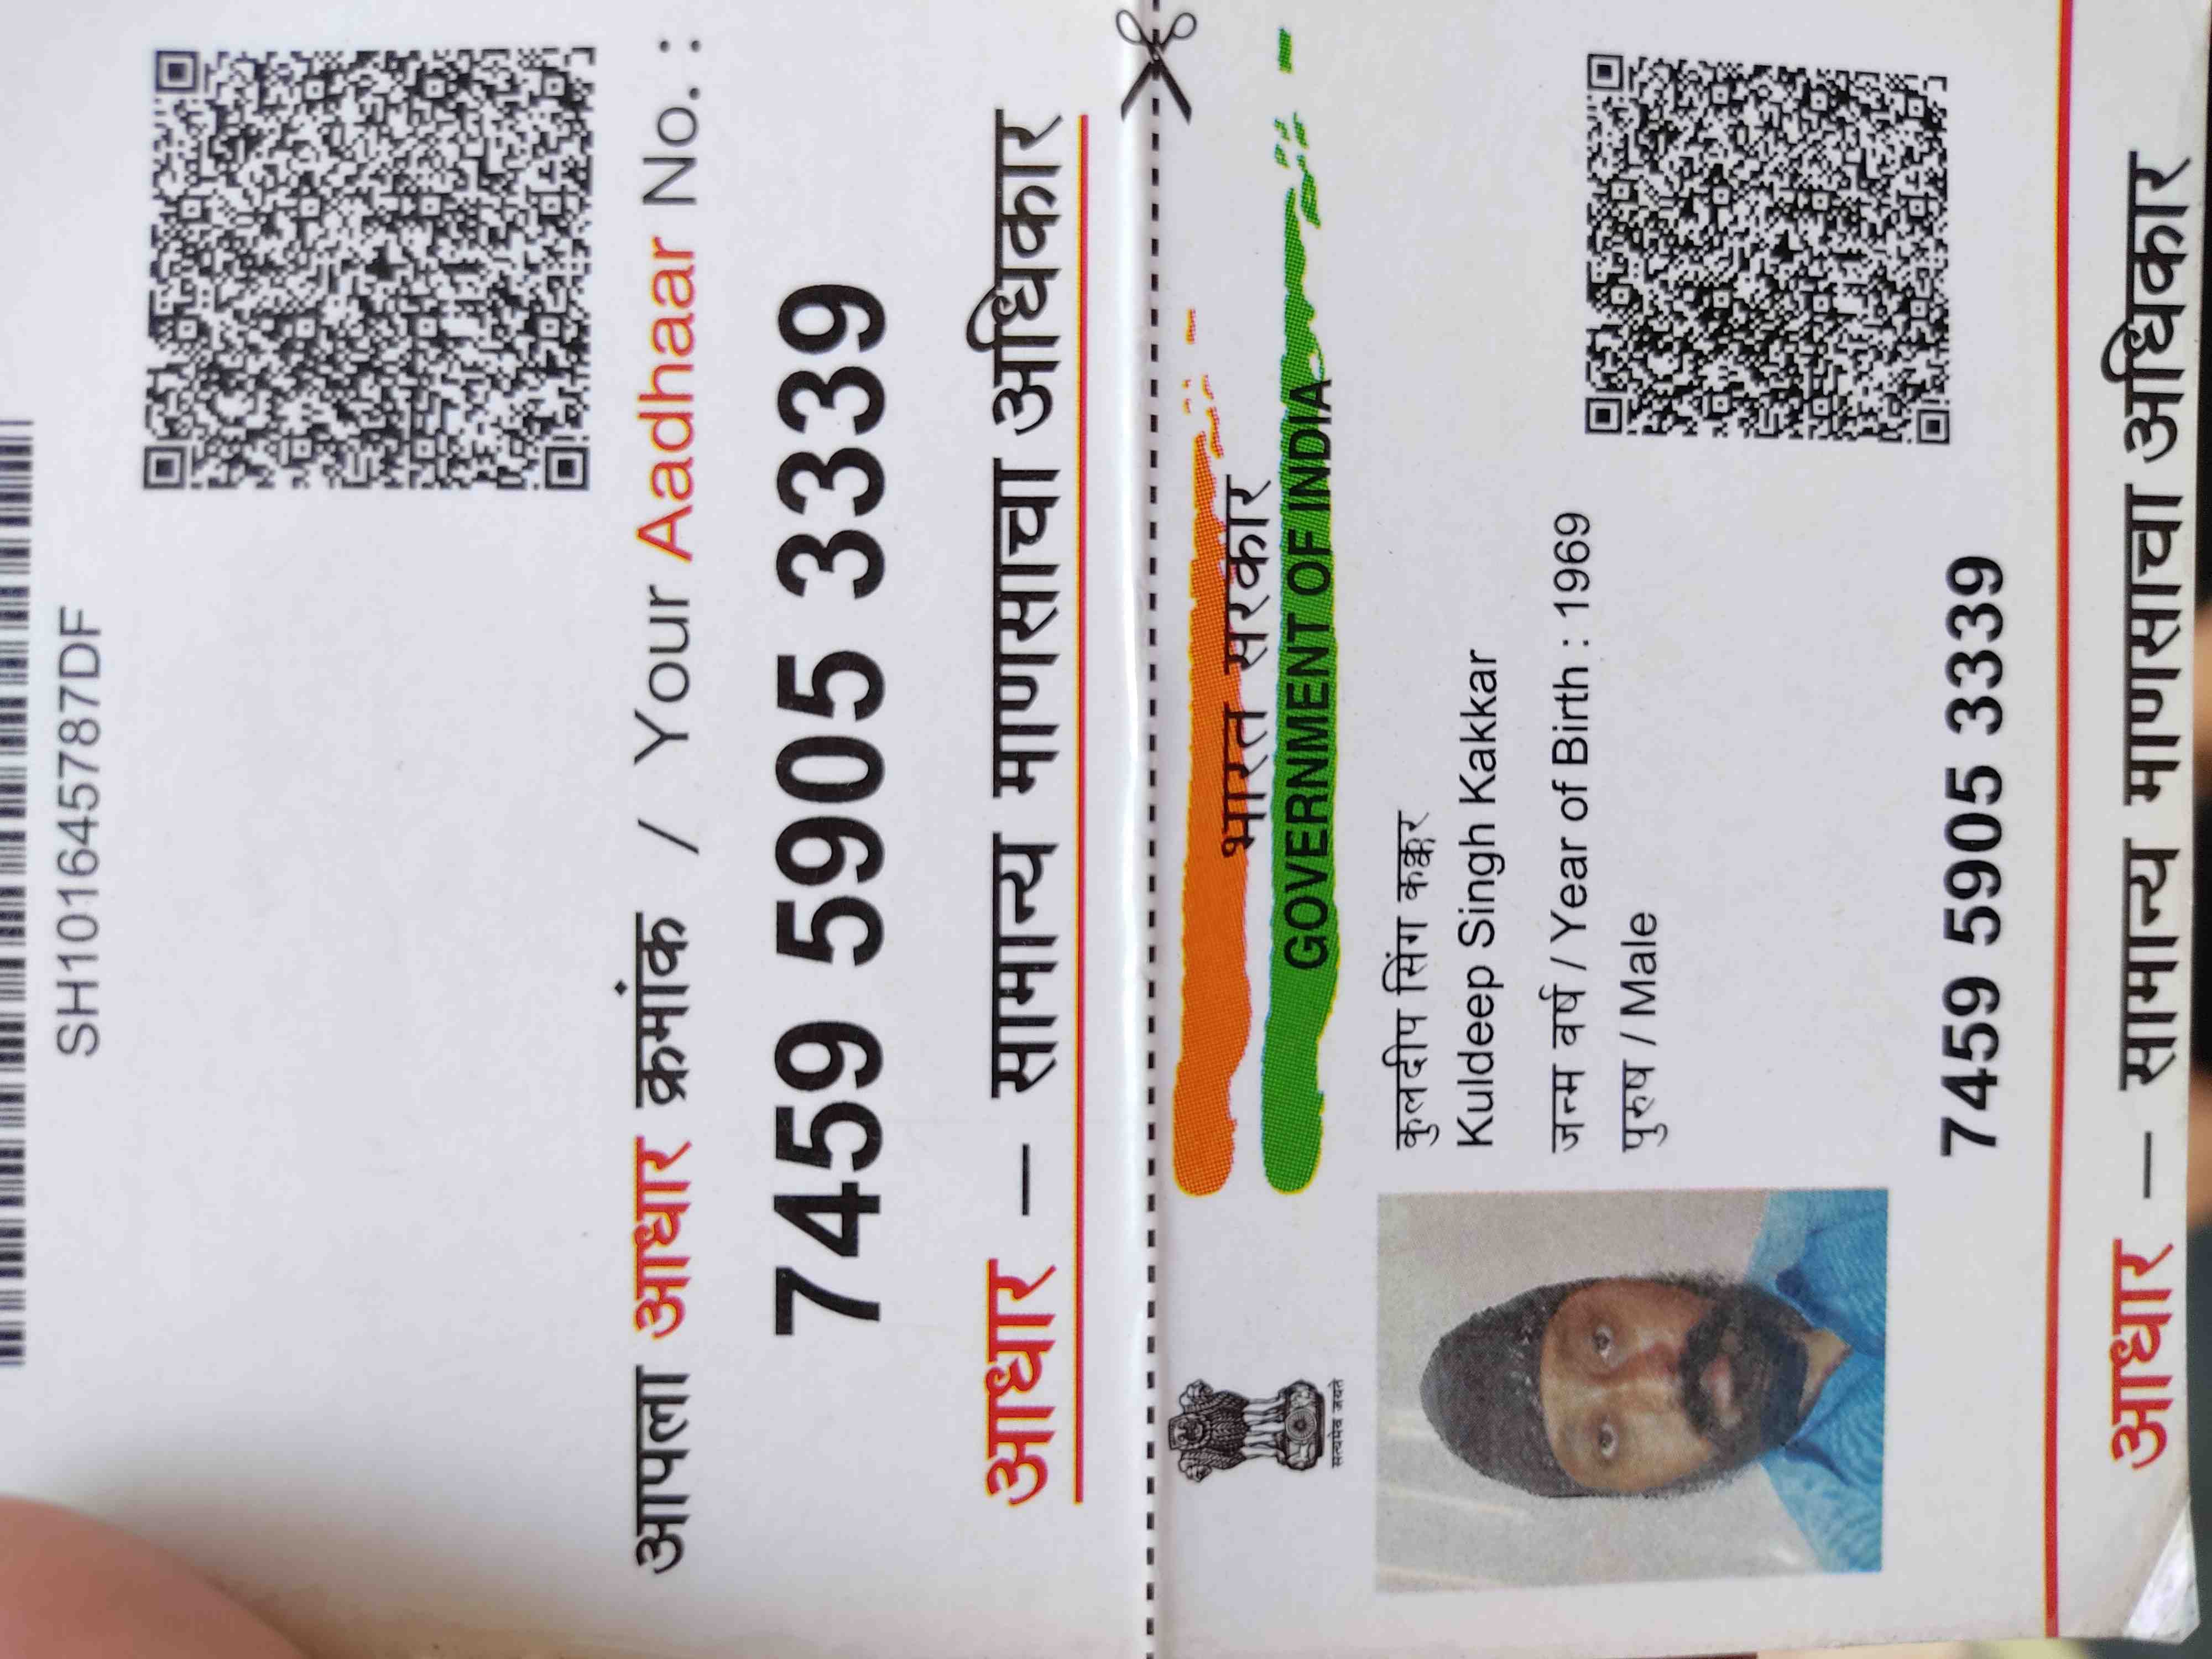 SH101645787DF
आपला आधार क्रमांक / Your Aadhaar No. :
7459 5905 3339
आधार – सामान्य माणसाचा अधिकार
भारत सरकार
GOVERNMENT OF INDIA
सत्यमेव जयते
कुलदीप सिंग कक्कर
Kuldeep Singh Kakkar
जन्म वर्ष / Year of Birth : 1969
पुरुष / Male
7459 5905 3339
आधार – सामान्य माणसाचा अधिकार